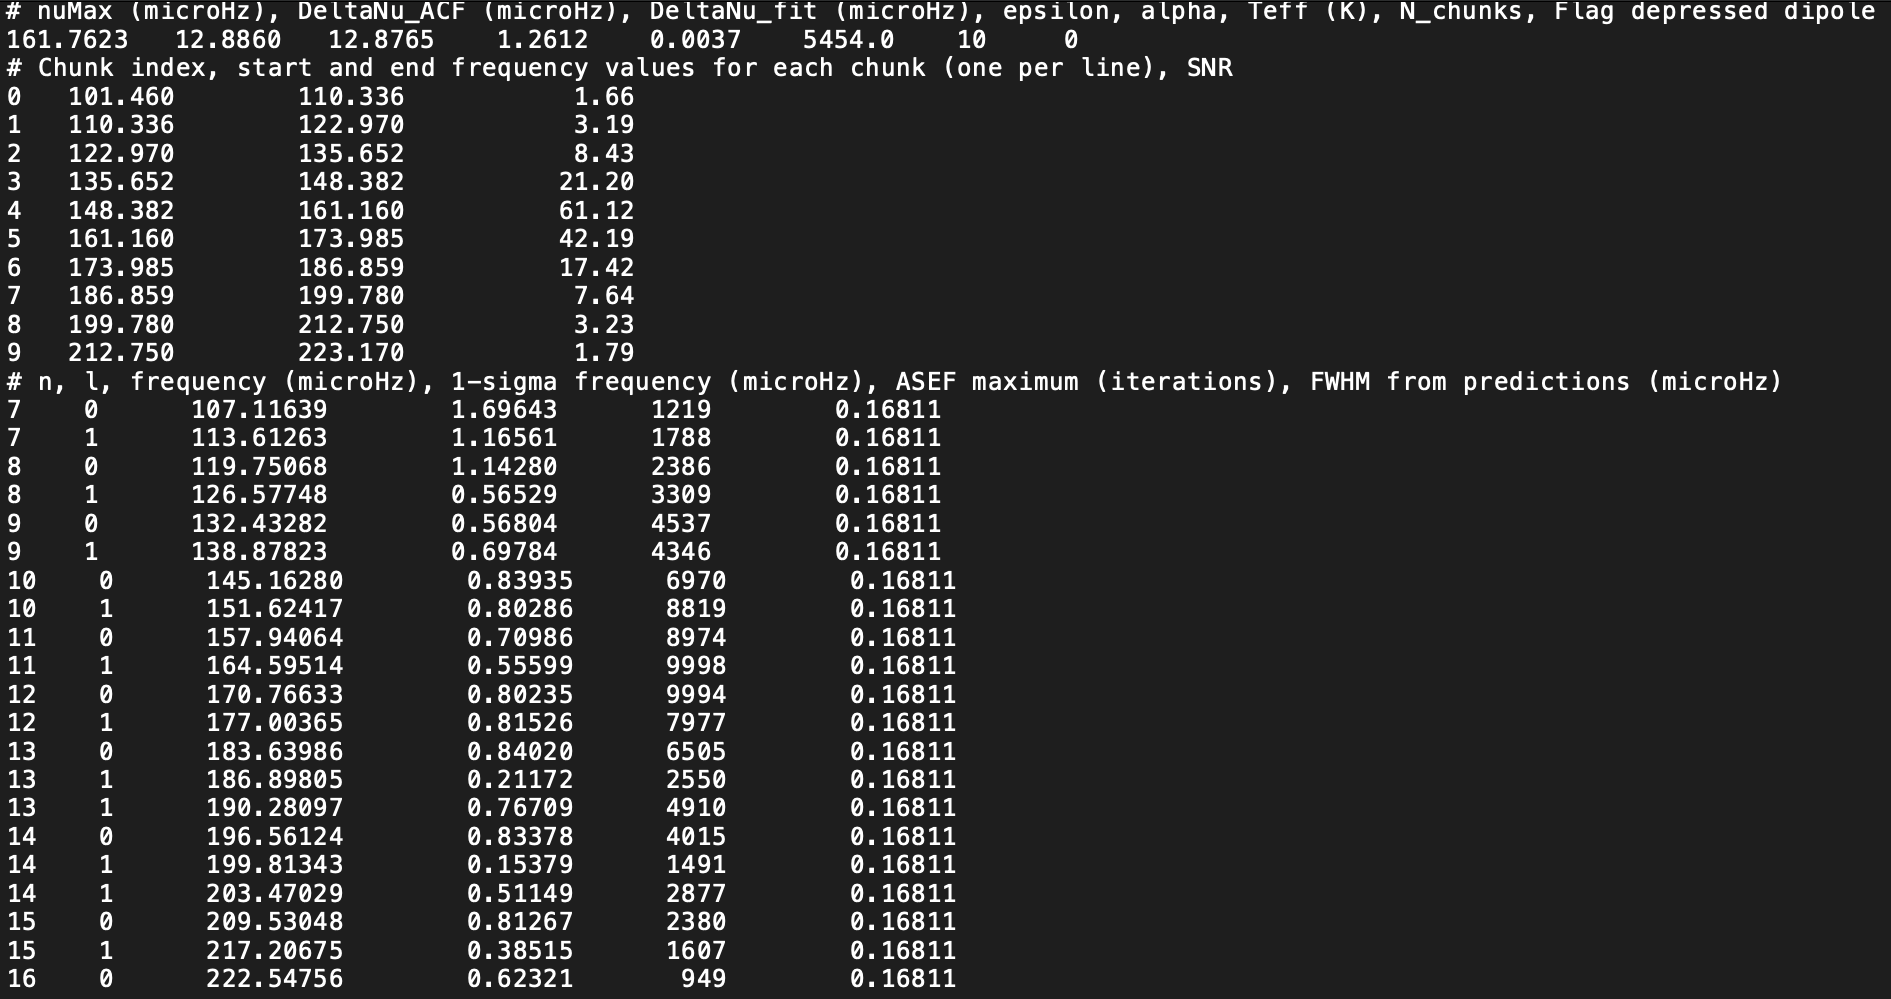 # nuMax (microHz), DeltaNu_ACF (microHz), DeltaNu_fit (microHz), epsilon, alpha, Teff (K), N_chunks, Flag depressed dipole
161.7623 12.8860 12.8765 1.2612 0.0037 5454.0 10 0
# Chunk index, start and end frequency values for each chunk (one per line), SNR
0 101.460 110.336 1.66
1 110.336 122.970 3.19
2 122.970 135.652 8.43
3 135.652 148.382 21.20
4 148.382 161.160 61.12
5 161.160 173.985 42.19
6 173.985 186.859 17.42
7 186.859 199.780 7.64
8 199.780 212.750 3.23
9 212.750 223.170 1.79
# n, l, frequency (microHz), 1-sigma frequency (microHz), ASEF maximum (iterations), FWHM from predictions (microHz)
7 0 107.11639 1.69643 1219 0.16811
7 1 113.61263 1.16561 1788 0.16811
8 0 119.75068 1.14280 2386 0.16811
8 1 126.57748 0.56529 3309 0.16811
9 0 132.43282 0.56804 4537 0.16811
9 1 138.87823 0.69784 4346 0.16811
10 0 145.16280 0.83935 6970 0.16811
10 1 151.62417 0.80286 8819 0.16811
11 0 157.94064 0.70986 8974 0.16811
11 1 164.59514 0.55599 9998 0.16811
12 0 170.76633 0.80235 9994 0.16811
12 1 177.00365 0.81526 7977 0.16811
13 0 183.63986 0.84020 6505 0.16811
13 1 186.89805 0.21172 2550 0.16811
13 1 190.28097 0.76709 4910 0.16811
14 0 196.56124 0.83378 4015 0.16811
14 1 199.81343 0.15379 1491 0.16811
14 1 203.47029 0.51149 2877 0.16811
15 0 209.53048 0.81267 2380 0.16811
15 1 217.20675 0.38515 1607 0.16811
16 0 222.54756 0.62321 949 0.16811